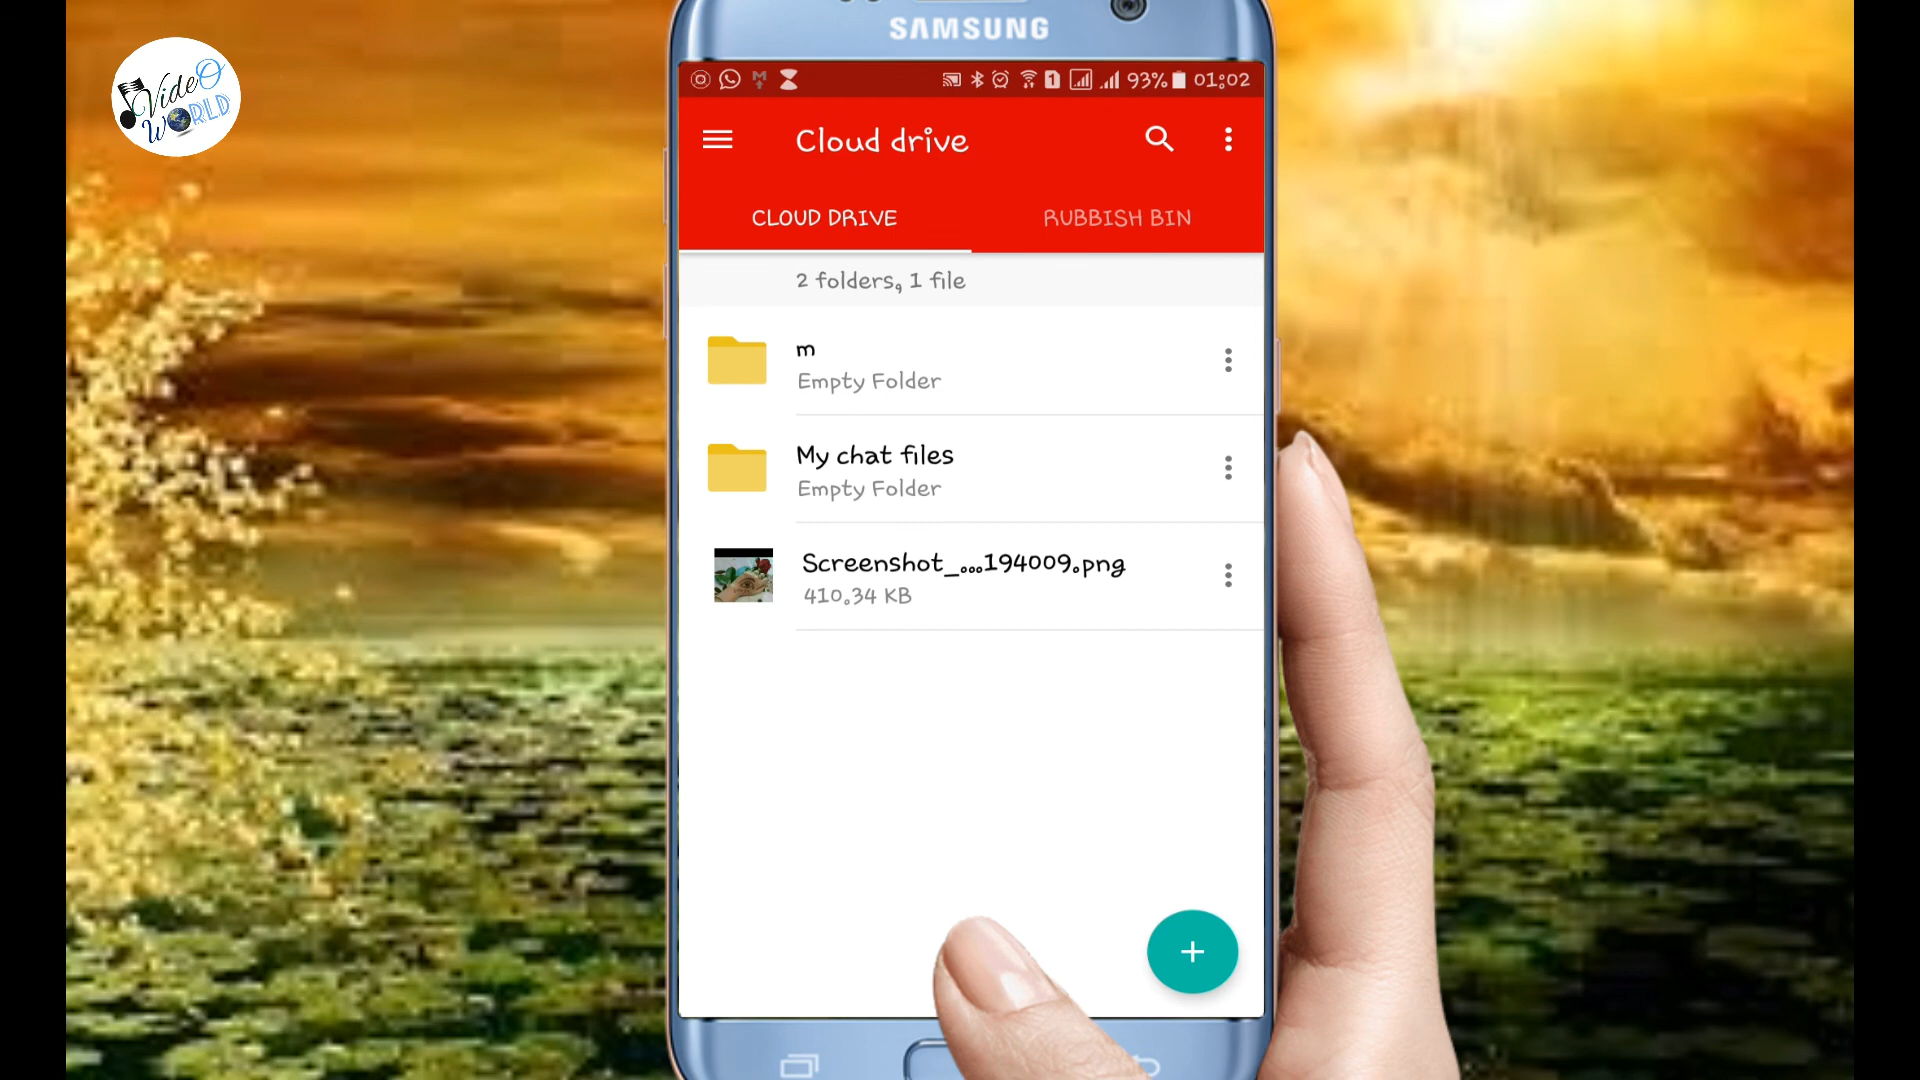 VideO
WORLD
SAMSUNG
1 93% 01:02
Cloud drive
CLOUD DRIVE RUBBISH BIN
2 folders, 1 file
m
Empty Folder
My chat files
Empty Folder
Screenshot_...194009.png
410.34 KB